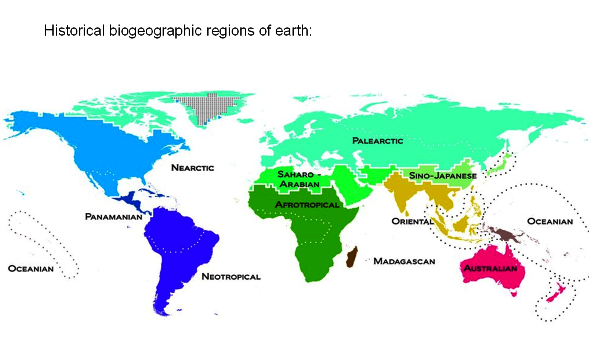 Historical biogeographic regions of earth:
PALEARCTIC
NEARCTIC
SAHARO -
ARABIAN
SINO-JAPANESE
AFROTROPICAL
PANAMANIAN
ORIENTAL
OCEANIAN
OCEANIAN
NEOTROPICAL
MADAGASCAN
AUSTRALIAN